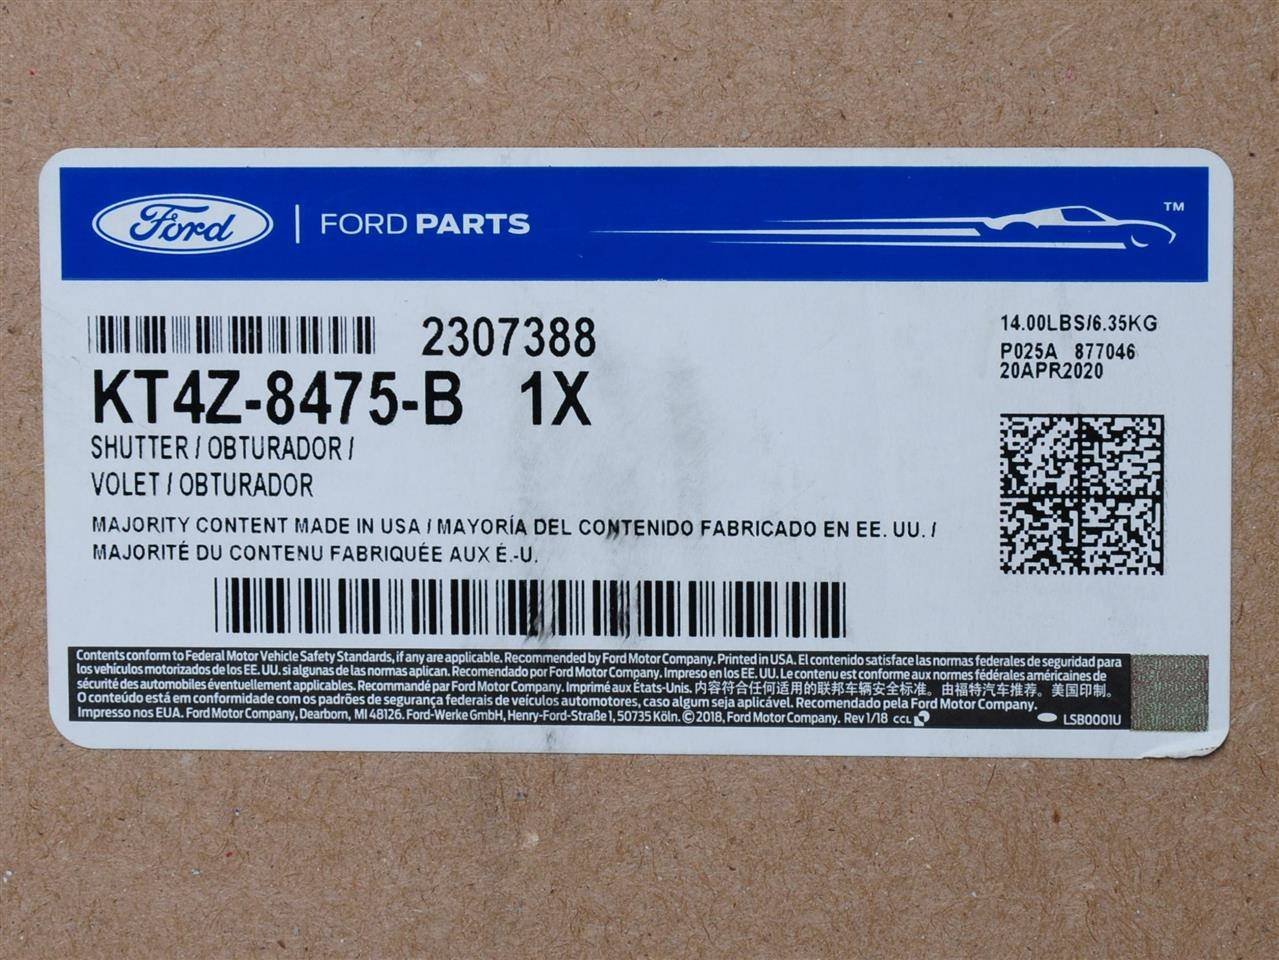 Ford | FORD PARTS TM
2307388
KT4Z-8475-B 1X
SHUTTER / OBTURADOR /
VOLET / OBTURADOR
MAJORITY CONTENT MADE IN USA / MAYORÍA DEL CONTENIDO FABRICADO EN EE. UU. /
MAJORITÉ DU CONTENU FABRIQUÉE AUX É.-U.
14.00LBS/6.35KG
P025A 877046
20APR2020
Contents conform to Federal Motor Vehicle Safety Standards, if any are applicable. Recommended by Ford Motor Company. Printed in USA. El contenido satisface las normas federales de seguridad para
los vehículos motorizados de los EE. UU. si algunas de las normas aplican. Recomendado por Ford Motor Company. Impreso en los EE. UU. Le contenu est conforme aux normes fédérales américaines de
sécurité des automobiles éventuellement applicables. Recommandé par Ford Motor Company. Imprimé aux États-Unis. 内容符合任何适用的联邦车辆安全标准。由福特汽车推荐。美国印制。
O conteúdo está em conformidade com os padrões de segurança federais de veículos automotores, caso algum seja aplicável. Recomendado pela Ford Motor Company.
Impresso nos EUA. Ford Motor Company, Dearborn, MI 48126. Ford-Werke GmbH, Henry-Ford-Straße 1, 50735 Köln. © 2018, Ford Motor Company. Rev 1/18 CCL LSB0001U